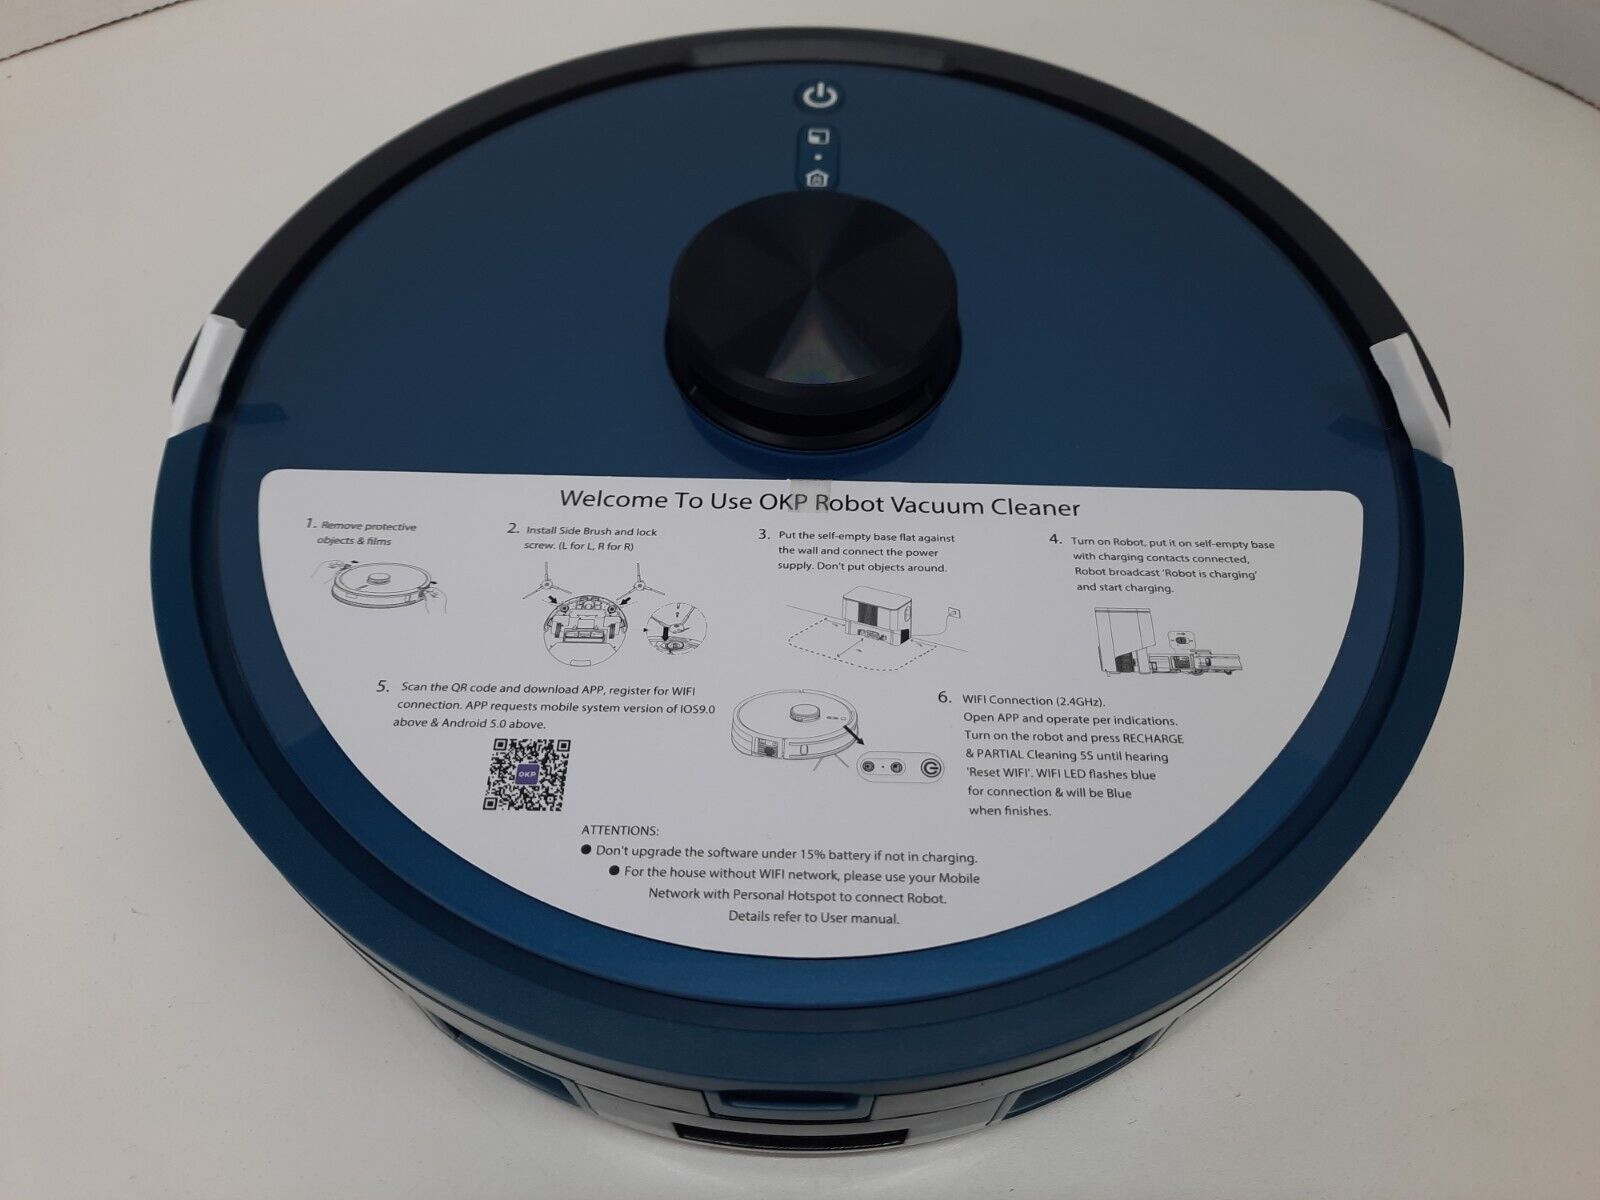 Welcome To Use OKP Robot Vacuum Cleaner
1. Remove protective
objects & films
2. Install Side Brush and lock
screw. (L for L, R for R)
3. Put the self-empty base flat against
the wall and connect the power
supply. Don't put objects around.
4. Turn on Robot, put it on self-empty base
with charging contacts connected,
Robot broadcast 'Robot is charging'
and start charging.
5. Scan the QR code and download APP, register for WIFI
connection. APP requests mobile system version of IOS9.0
above & Android 5.0 above.
OKP
6. WIFI Connection (2.4GHz).
Open APP and operate per indications.
Turn on the robot and press RECHARGE
& PARTIAL Cleaning 5S until hearing
'Reset WIFI'. WIFI LED flashes blue
for connection & will be Blue
when finishes.
ATTENTIONS:
● Don't upgrade the software under 15% battery if not in charging.
● For the house without WIFI network, please use your Mobile
Network with Personal Hotspot to connect Robot.
Details refer to User manual.